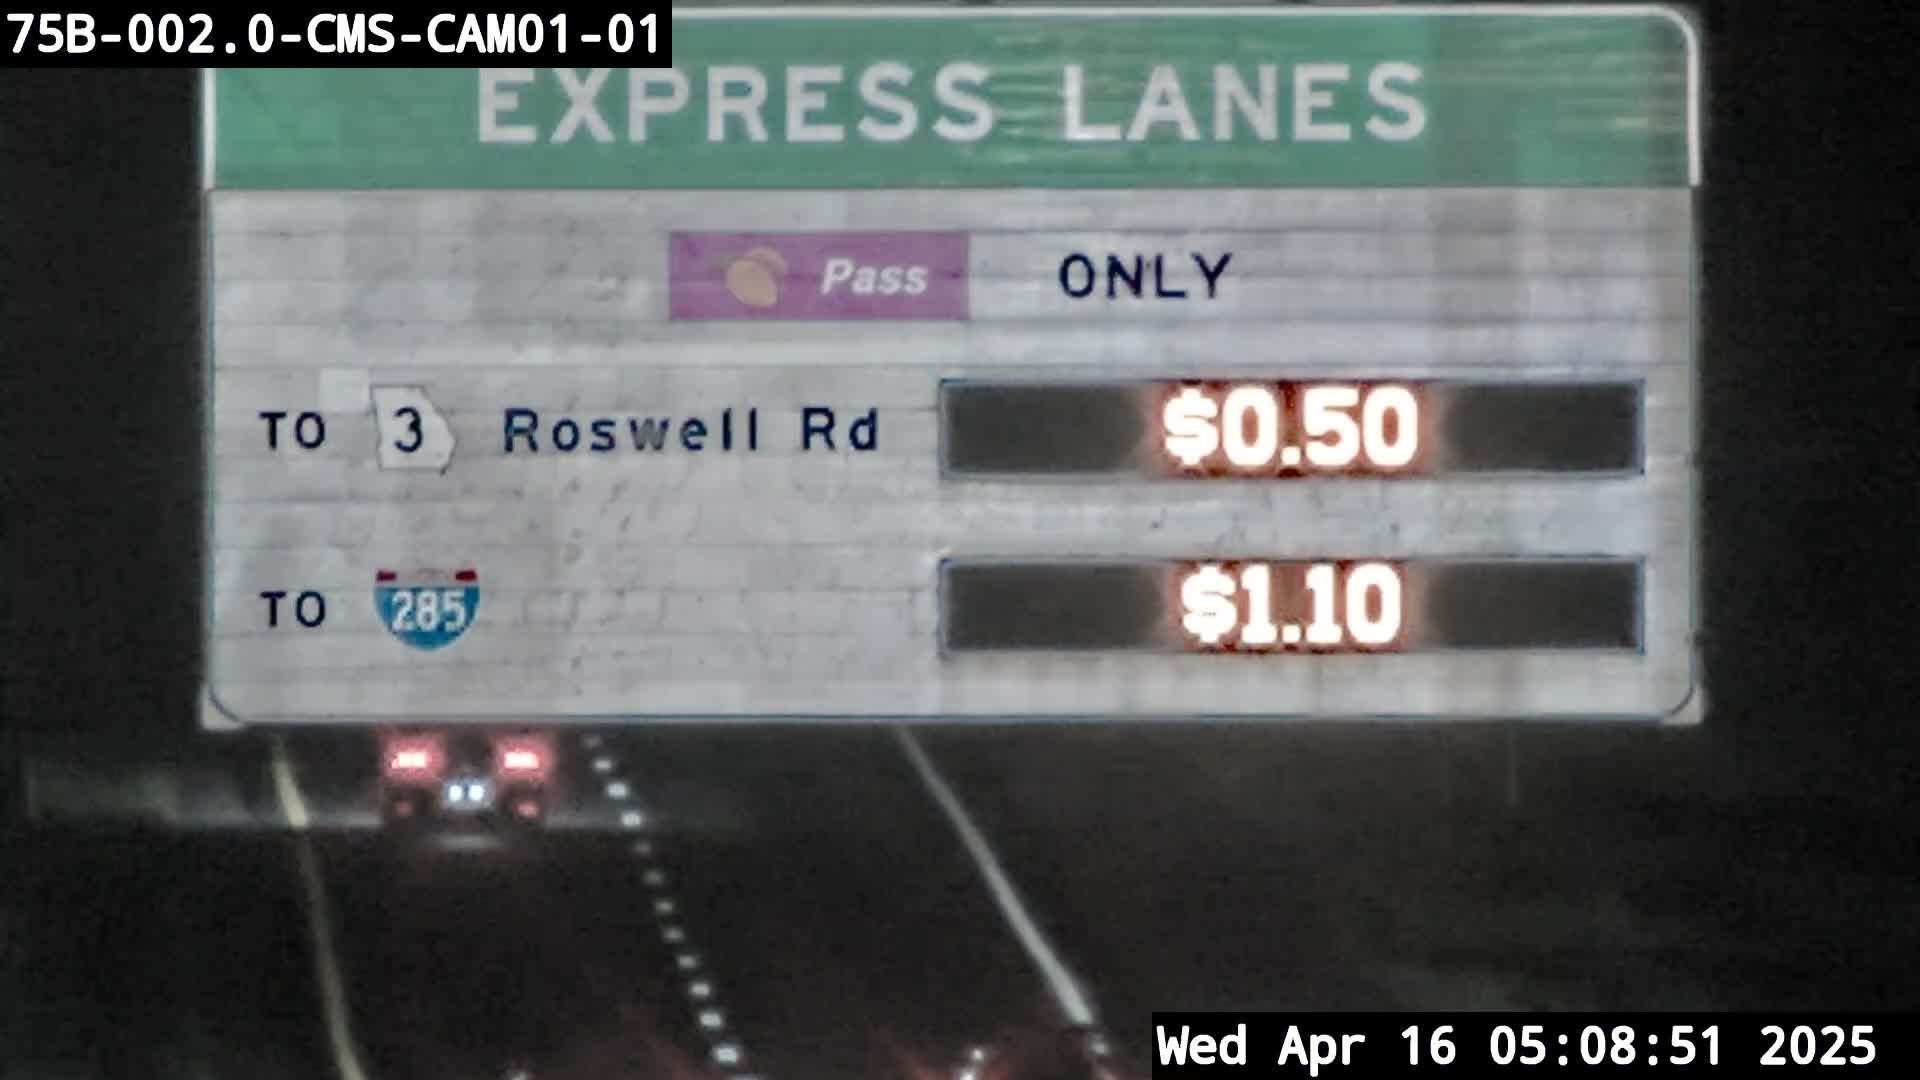 75B-002.0-CMS-CAM01-01
EXPRESS LANES
Pass ONLY
TO 3 Roswell Rd $0.50
TO 285 $1.10
Wed Apr 16 05:08:51 2025